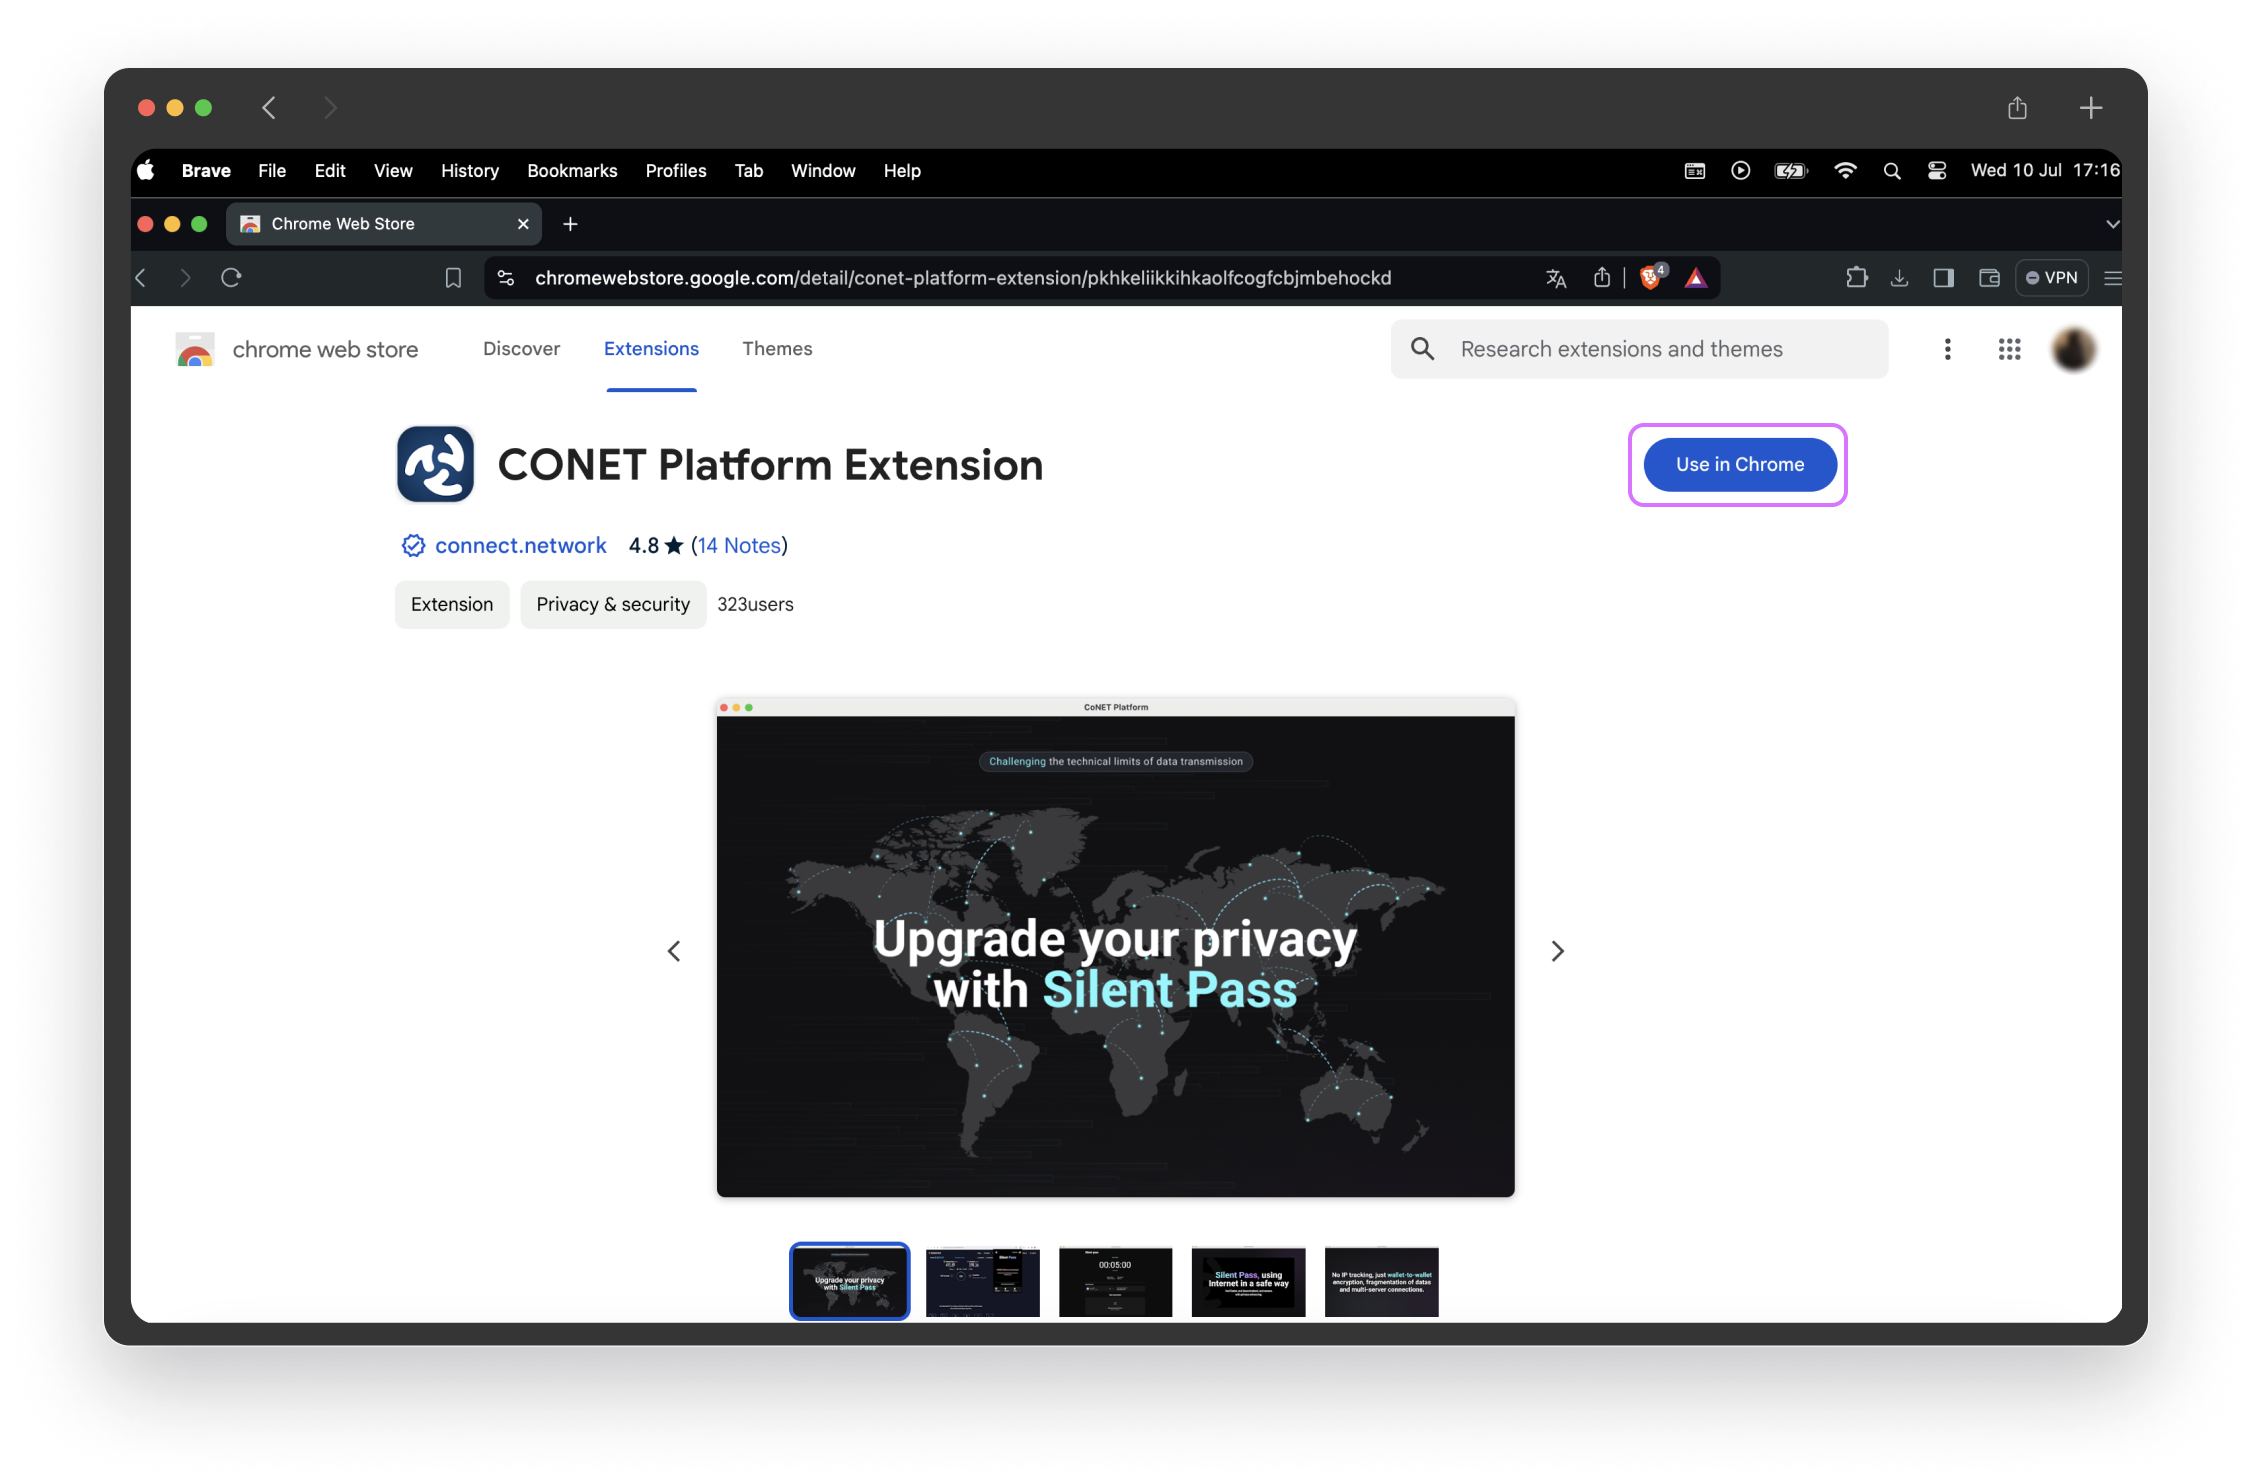 Brave File Edit View History Bookmarks Profiles Tab Window Help Wed 10 Jul 17:16
Chrome Web Store
chromewebstore.google.com/detail/conet-platform-extension/pkhkeliikkihkaolfcogfcbjmbehockd 4 VPN
chrome web store Discover Extensions Themes Research extensions and themes
CONET Platform Extension Use in Chrome
connect.network 4.8★ (14 Notes)
Extension Privacy & security 323users
CoNET Platform
Challenging the technical limits of data transmission
Upgrade your privacy
with Silent Pass
Upgrade your privacy
with Silent Pass
Silent Pass
00:05:00
Silent Pass, using
Internet in a safe way
No IP tracking, just wallet-to-wallet
encryption, fragmentation of datas
and multi-server connections.